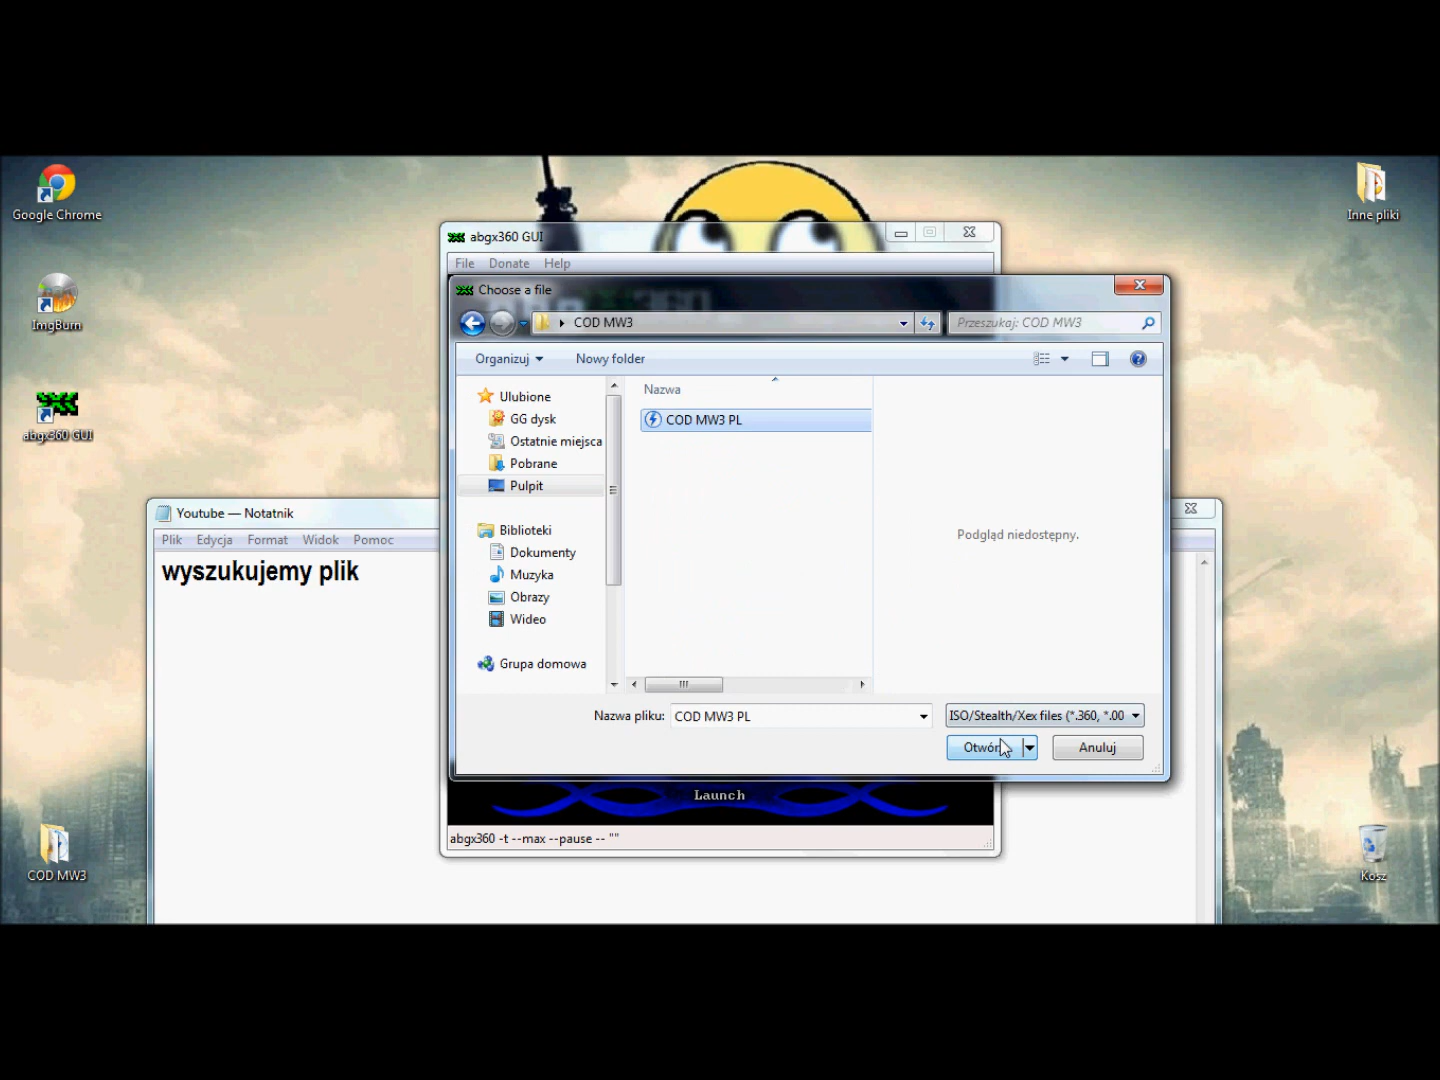 Google Chrome
Inne pliki
ImgBurn
abgx360 GUI
COD MW3
Kosz
abgx360 GUI
File Donate Help
Choose a file
COD MW3
Przeszukaj: COD MW3
Organizuj
Nowy folder
Ulubione
GG dysk
Ostatnie miejsca
Pobrane
Pulpit
Biblioteki
Dokumenty
Muzyka
Obrazy
Wideo
Grupa domowa
Nazwa
COD MW3 PL
Podgląd niedostępny.
Nazwa pliku: COD MW3 PL
ISO/Stealth/Xex files (*.360, *.00
Anuluj
Launch
abgx360 -t --max --pause -- ""
Youtube — Notatnik
Plik Edycja Format Widok Pomoc
wyszukujemy plik